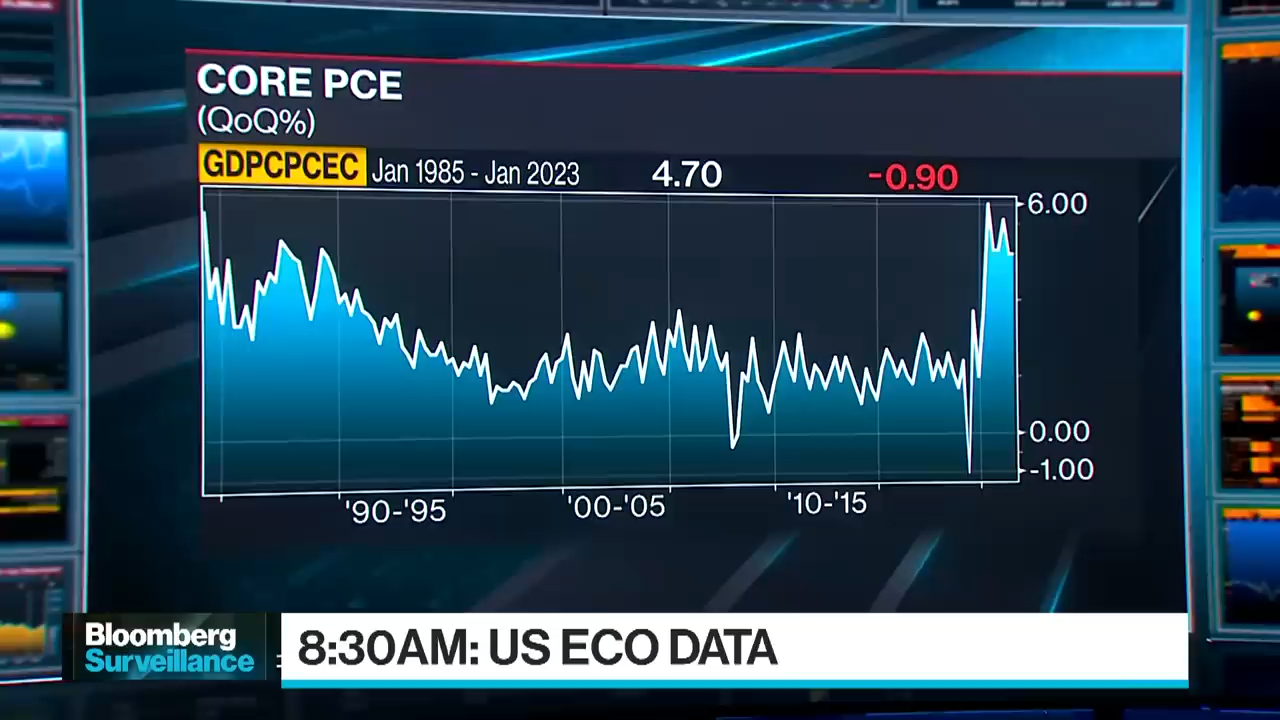 CORE PCE
(QoQ%)
GDPCPCEC Jan 1985 - Jan 2023 4.70 -0.90
6.00
0.00
-1.00
'90-'95 '00-'05 '10-'15
Bloomberg
Surveillance
8:30AM: US ECO DATA